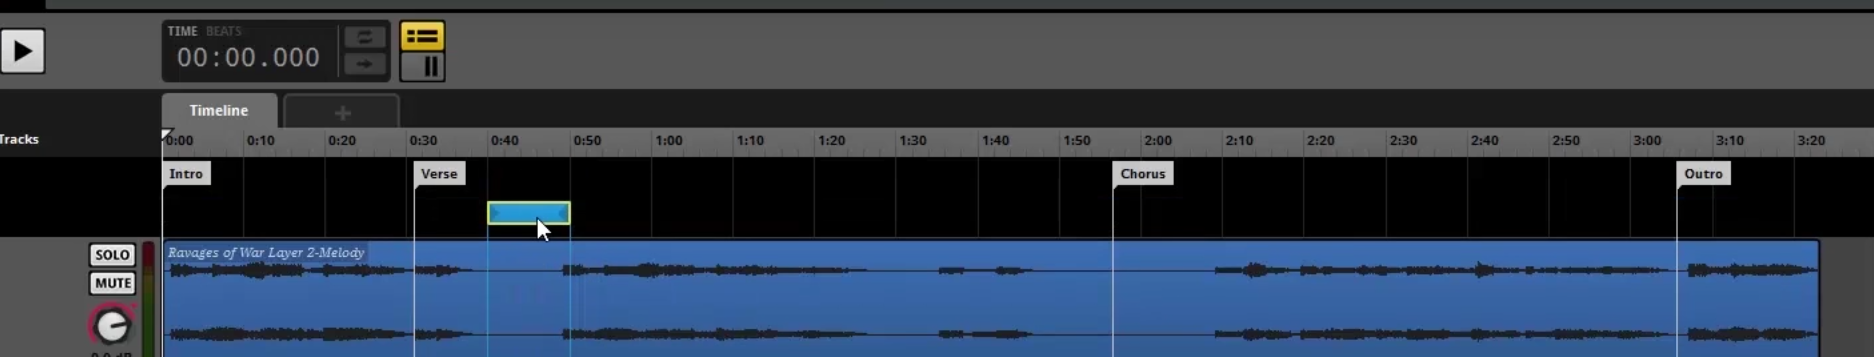 TIME BEATS
00:00.000
Timeline +
Tracks 0:00 0:10 0:20 0:30 0:40 0:50 1:00 1:10 1:20 1:30 1:40 1:50 2:00 2:10 2:20 2:30 2:40 2:50 3:00 3:10 3:20
Intro Verse Chorus Outro
SOLO Ravages of War Layer 2-Melody
MUTE
0.0 dB